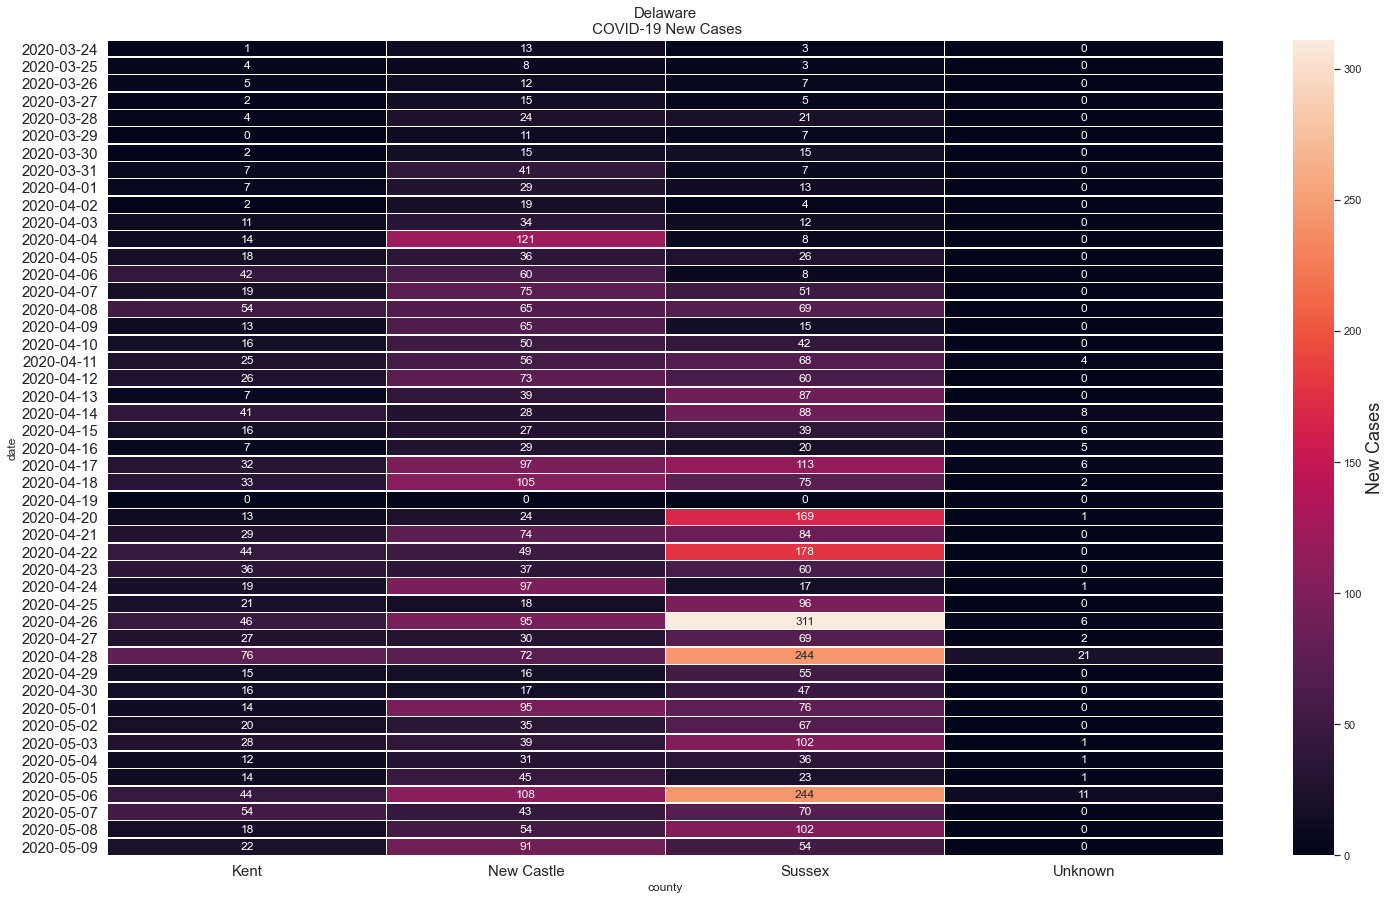 Delaware
COVID-19 New Cases
2020-03-24 1 13 3 0
2020-03-25 4 8 3 0
2020-03-26 5 12 7 0
2020-03-27 2 15 5 0
2020-03-28 4 24 21 0
2020-03-29 0 11 7 0
2020-03-30 2 15 15 0
2020-03-31 7 41 7 0
2020-04-01 7 29 13 0
2020-04-02 2 19 4 0
2020-04-03 11 34 12 0
2020-04-04 14 121 8 0
2020-04-05 18 36 26 0
2020-04-06 42 60 8 0
2020-04-07 19 75 51 0
2020-04-08 54 65 69 0
2020-04-09 13 65 15 0
2020-04-10 16 50 42 0
2020-04-11 25 56 68 4
2020-04-12 26 73 60 0
2020-04-13 7 39 87 0
2020-04-14 41 28 88 8
2020-04-15 16 27 39 6
2020-04-16 7 29 20 5
2020-04-17 32 97 113 6
2020-04-18 33 105 75 2
2020-04-19 0 0 0 0
2020-04-20 13 24 169 1
2020-04-21 29 74 84 0
2020-04-22 44 49 178 0
2020-04-23 36 37 60 0
2020-04-24 19 97 17 1
2020-04-25 21 18 96 0
2020-04-26 46 95 311 6
2020-04-27 27 30 69 2
2020-04-28 76 72 244 21
2020-04-29 15 16 55 0
2020-04-30 16 17 47 0
2020-05-01 14 95 76 0
2020-05-02 20 35 67 0
2020-05-03 28 39 102 1
2020-05-04 12 31 36 1
2020-05-05 14 45 23 1
2020-05-06 44 108 244 11
2020-05-07 54 43 70 0
2020-05-08 18 54 102 0
2020-05-09 22 91 54 0
date
Kent New Castle Sussex Unknown
county
300
250
200
150
100
50
0
New Cases